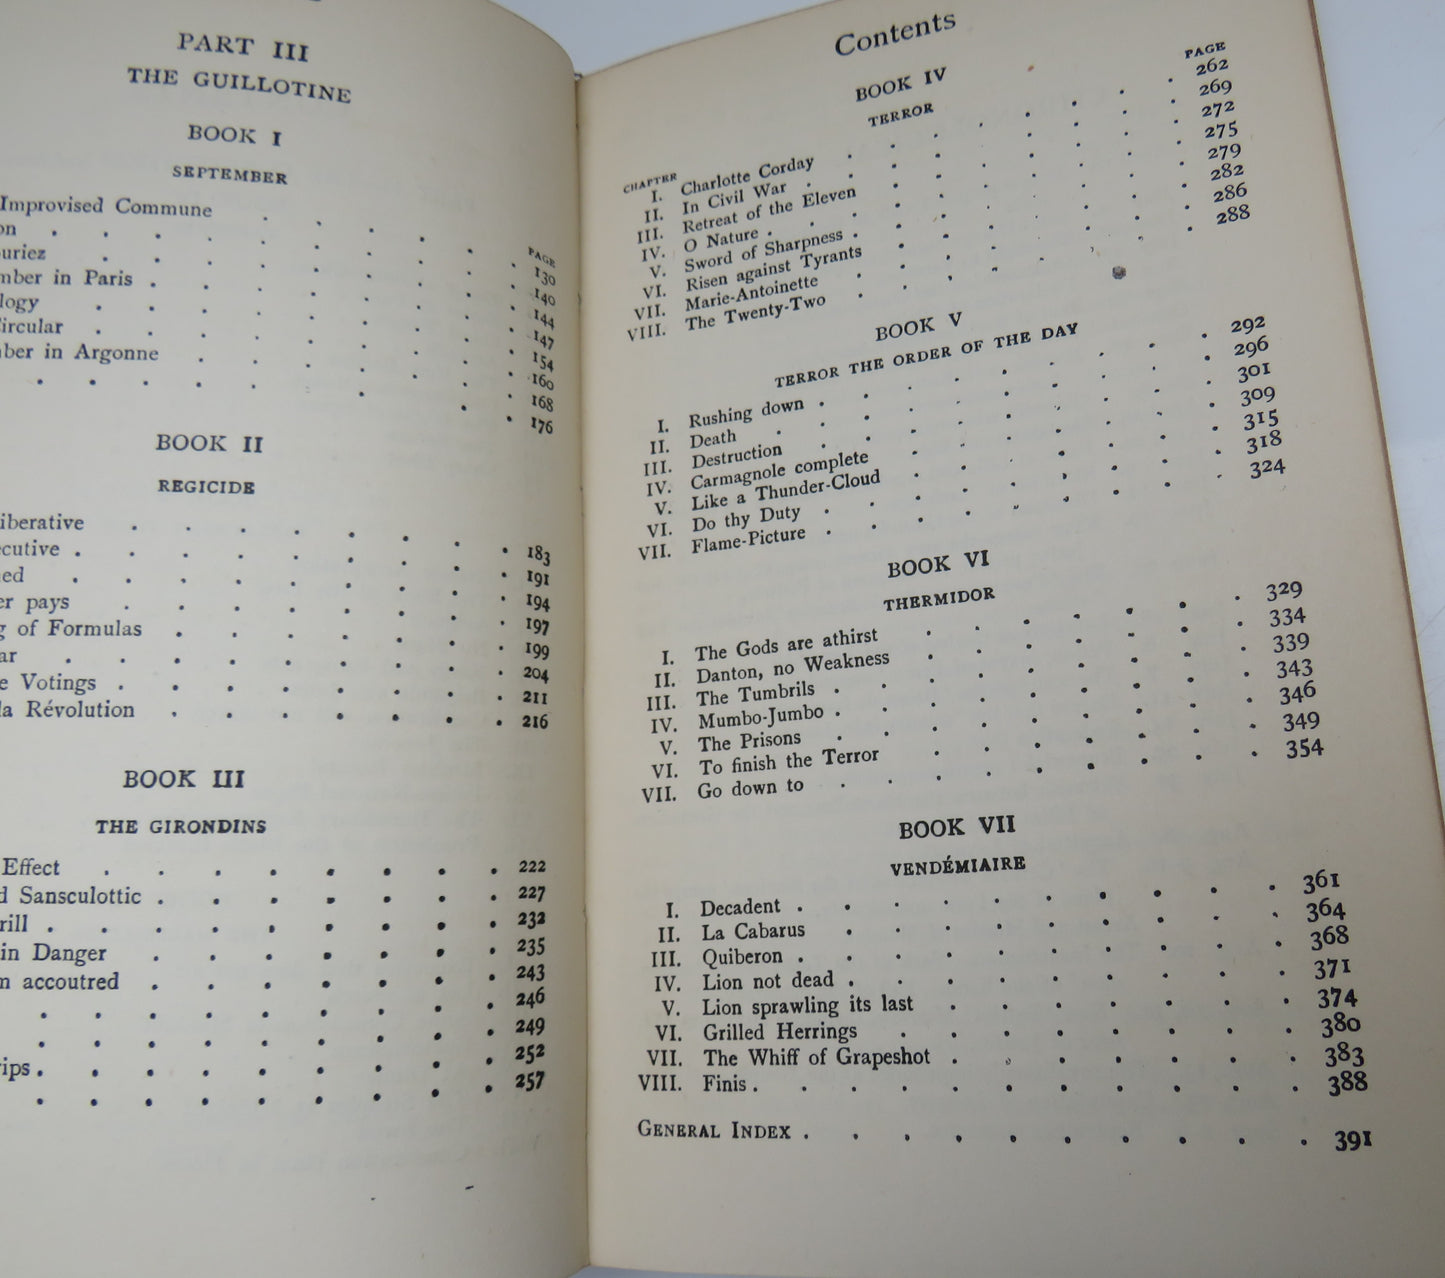 PART III
THE GUILLOTINE
BOOK I
SEPTEMBER
PAGE
Improvised Commune . . . . . . 130
on . . . . . . . . . 140
uriez . . . . . . . . 144
mber in Paris . . . . . . . 147
logy . . . . . . . . 154
Circular . . . . . . . . 160
ber in Argonne . . . . . . . 168
. . . . . . . 176
BOOK II
REGICIDE
iberative . . . . . . . 183
ecutive . . . . . . . . 191
ed . . . . . . . . 194
er pays . . . . . . . 197
g of Formulas . . . . . . 199
ar . . . . . . . . 204
e Votings . . . . . . . 211
la Révolution . . . . . . 216
BOOK III
THE GIRONDINS
Effect . . . . . . . 222
d Sansculottic . . . . . . 227
rill . . . . . . . . 232
in Danger . . . . . . . 235
n accoutred . . . . . . . 243
. . . . . . . . 246
. . . . . . . . 249
rips . . . . . . . . 252
. . . . . . . . 257
Contents
BOOK IV
TERROR
CHAPTER PAGE
I. Charlotte Corday . . . . . . . 262
II. In Civil War . . . . . . . 269
III. Retreat of the Eleven . . . . . . 272
IV. O Nature . . . . . . . 275
V. Sword of Sharpness . . . . . . 279
VI. Risen against Tyrants . . . . . . 282
VII. Marie-Antoinette . . . . . . 286
VIII. The Twenty-Two . . . . . . 288
BOOK V
TERROR THE ORDER OF THE DAY
I. Rushing down . . . . . . . 292
II. Death . . . . . . . . 296
III. Destruction . . . . . . . 301
IV. Carmagnole complete . . . . . . 309
V. Like a Thunder-Cloud . . . . . . 315
VI. Do thy Duty . . . . . . . 318
VII. Flame-Picture . . . . . . . 324
BOOK VI
THERMIDOR
I. The Gods are athirst . . . . . . 329
II. Danton, no Weakness . . . . . . 334
III. The Tumbrils . . . . . . . 339
IV. Mumbo-Jumbo . . . . . . . 343
V. The Prisons . . . . . . . 346
VI. To finish the Terror . . . . . . 349
VII. Go down to . . . . . . . 354
BOOK VII
VENDÉMIAIRE
I. Decadent . . . . . . . . 361
II. La Cabarus . . . . . . . 364
III. Quiberon . . . . . . . . 368
IV. Lion not dead . . . . . . . 371
V. Lion sprawling its last . . . . . . 374
VI. Grilled Herrings . . . . . . . 380
VII. The Whiff of Grapeshot . . . . . . 383
VIII. Finis . . . . . . . . . 388
GENERAL INDEX . . . . . . . . . 391